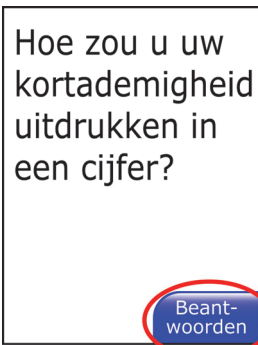 Hoe zou u uw
kortademigheid
uitdrukken in
een cijfer?
Beant-
woorden